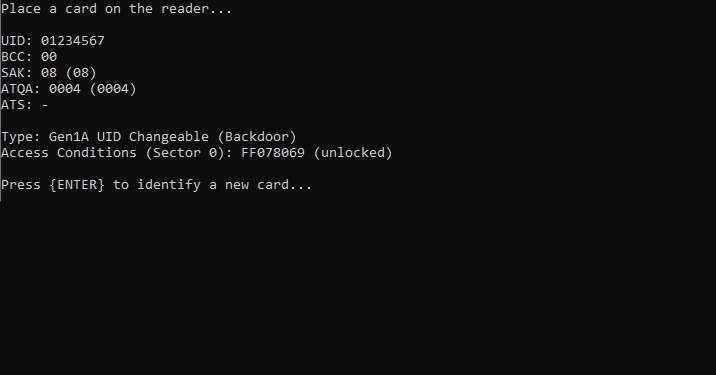 Place a card on the reader...
UID: 01234567
BCC: 00
SAK: 08 (08)
ATQA: 0004 (0004)
ATS: -
Type: Gen1A UID Changeable (Backdoor)
Access Conditions (Sector 0): FF078069 (unlocked)
Press {ENTER} to identify a new card...